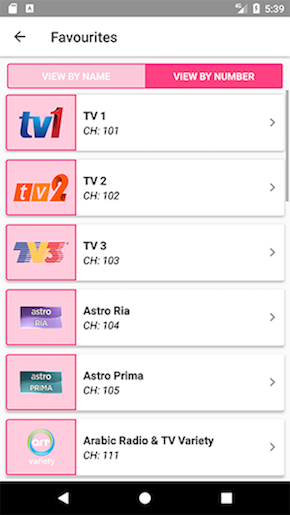 5:39
Favourites
VIEW BY NAME
VIEW BY NUMBER
tv1
TV 1
CH: 101
tv2
TV 2
CH: 102
TV3
TV 3
CH: 103
astro
RIA
Astro Ria
CH: 104
astro
PRIMA
Astro Prima
CH: 105
art
variety
Arabic Radio & TV Variety
CH: 111